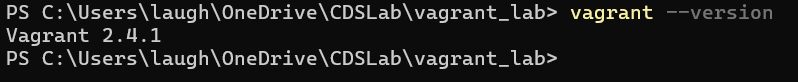 PS C:\Users\laugh\OneDrive\CDSLab\vagrant_lab> vagrant --version
Vagrant 2.4.1
PS C:\Users\laugh\OneDrive\CDSLab\vagrant_lab>